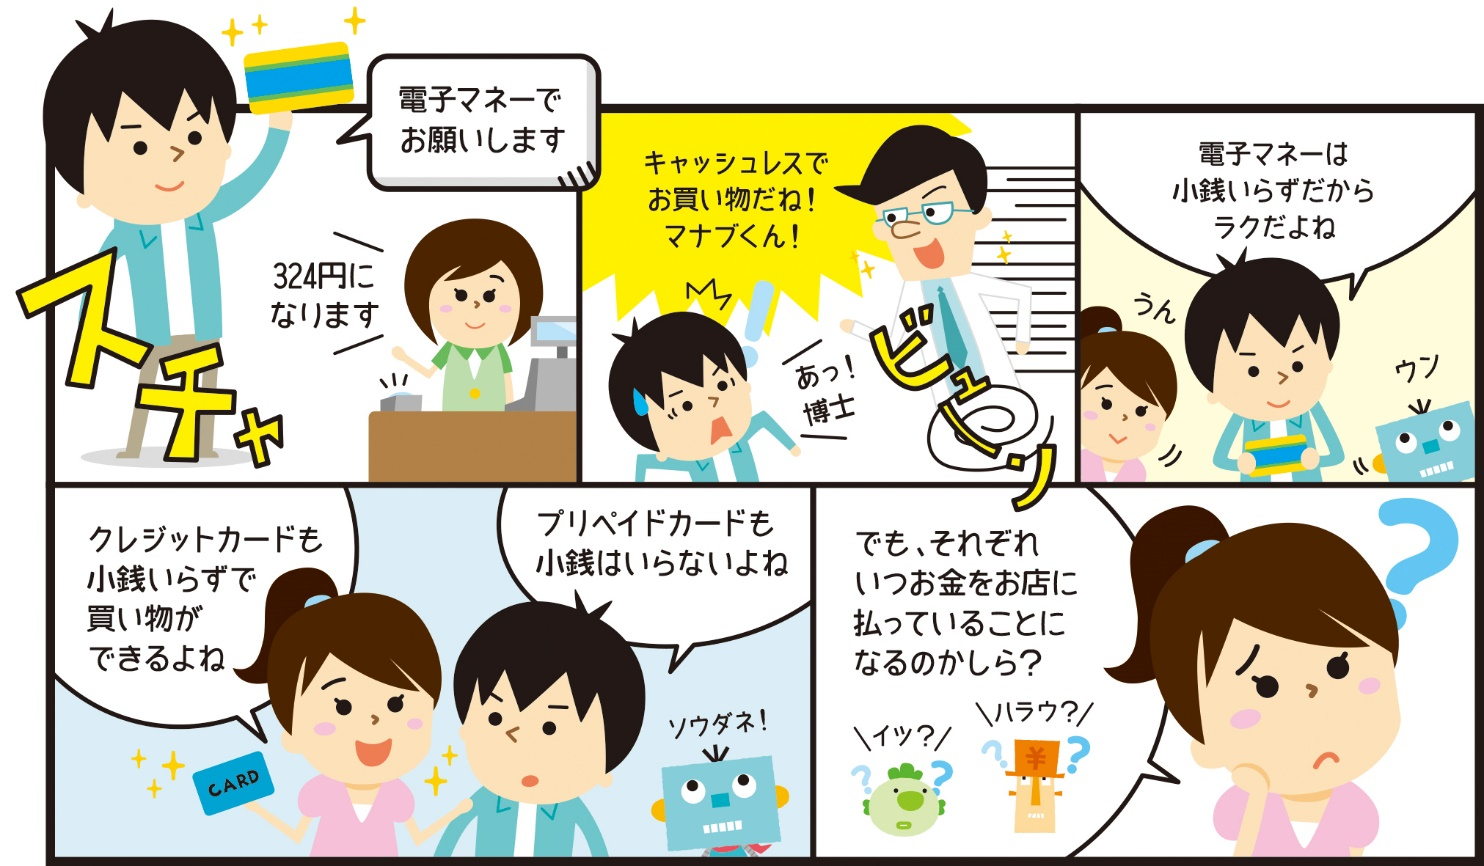 電子マネーで
お願いします
324円に
なります
スチャ
キャッシュレスで
お買い物だね!
マナブくん!
あっ!
博士
ビューン
電子マネーは
小銭いらずだから
ラクだよね
うん
ウン
クレジットカードも
小銭いらずで
買い物が
できるよね
CARD
プリペイドカードも
小銭はいらないよね
ソウダネ!
でも、それぞれ
いつお金をお店に
払っていることに
なるのかしら?
\イツ?/
\ハラウ?/
¥